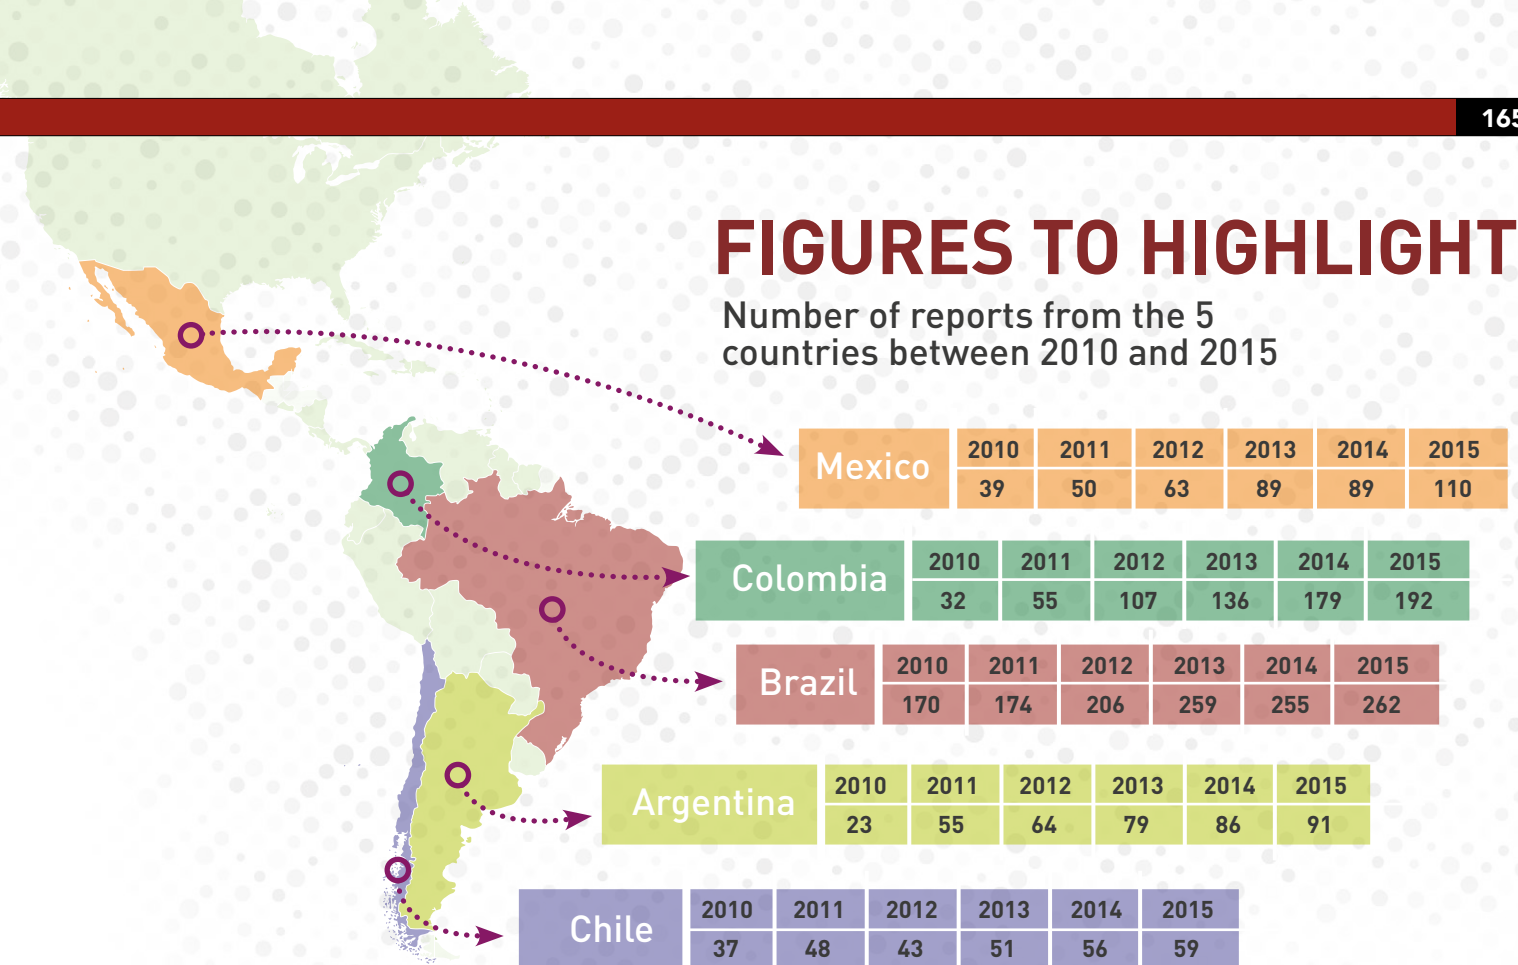 165
FIGURES TO HIGHLIGHT
Number of reports from the 5
countries between 2010 and 2015
Mexico
2010 2011 2012 2013 2014 2015
39 50 63 89 89 110
Colombia
2010 2011 2012 2013 2014 2015
32 55 107 136 179 192
Brazil
2010 2011 2012 2013 2014 2015
170 174 206 259 255 262
Argentina
2010 2011 2012 2013 2014 2015
23 55 64 79 86 91
Chile
2010 2011 2012 2013 2014 2015
37 48 43 51 56 59